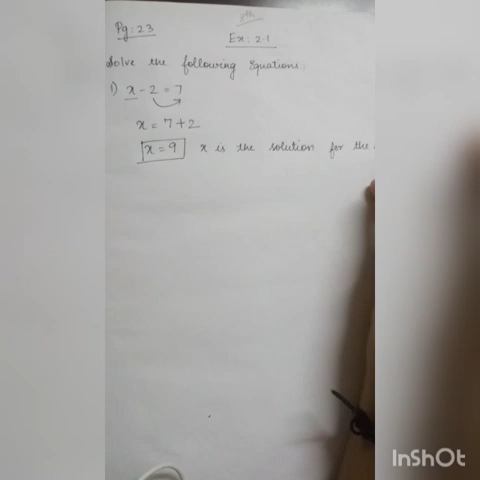 8th
Pg: 23
Ex: 2.1
Solve the following Equations.
1) x - 2 = 7
x = 7 + 2
x = 9 x is the solution for the
InShOt